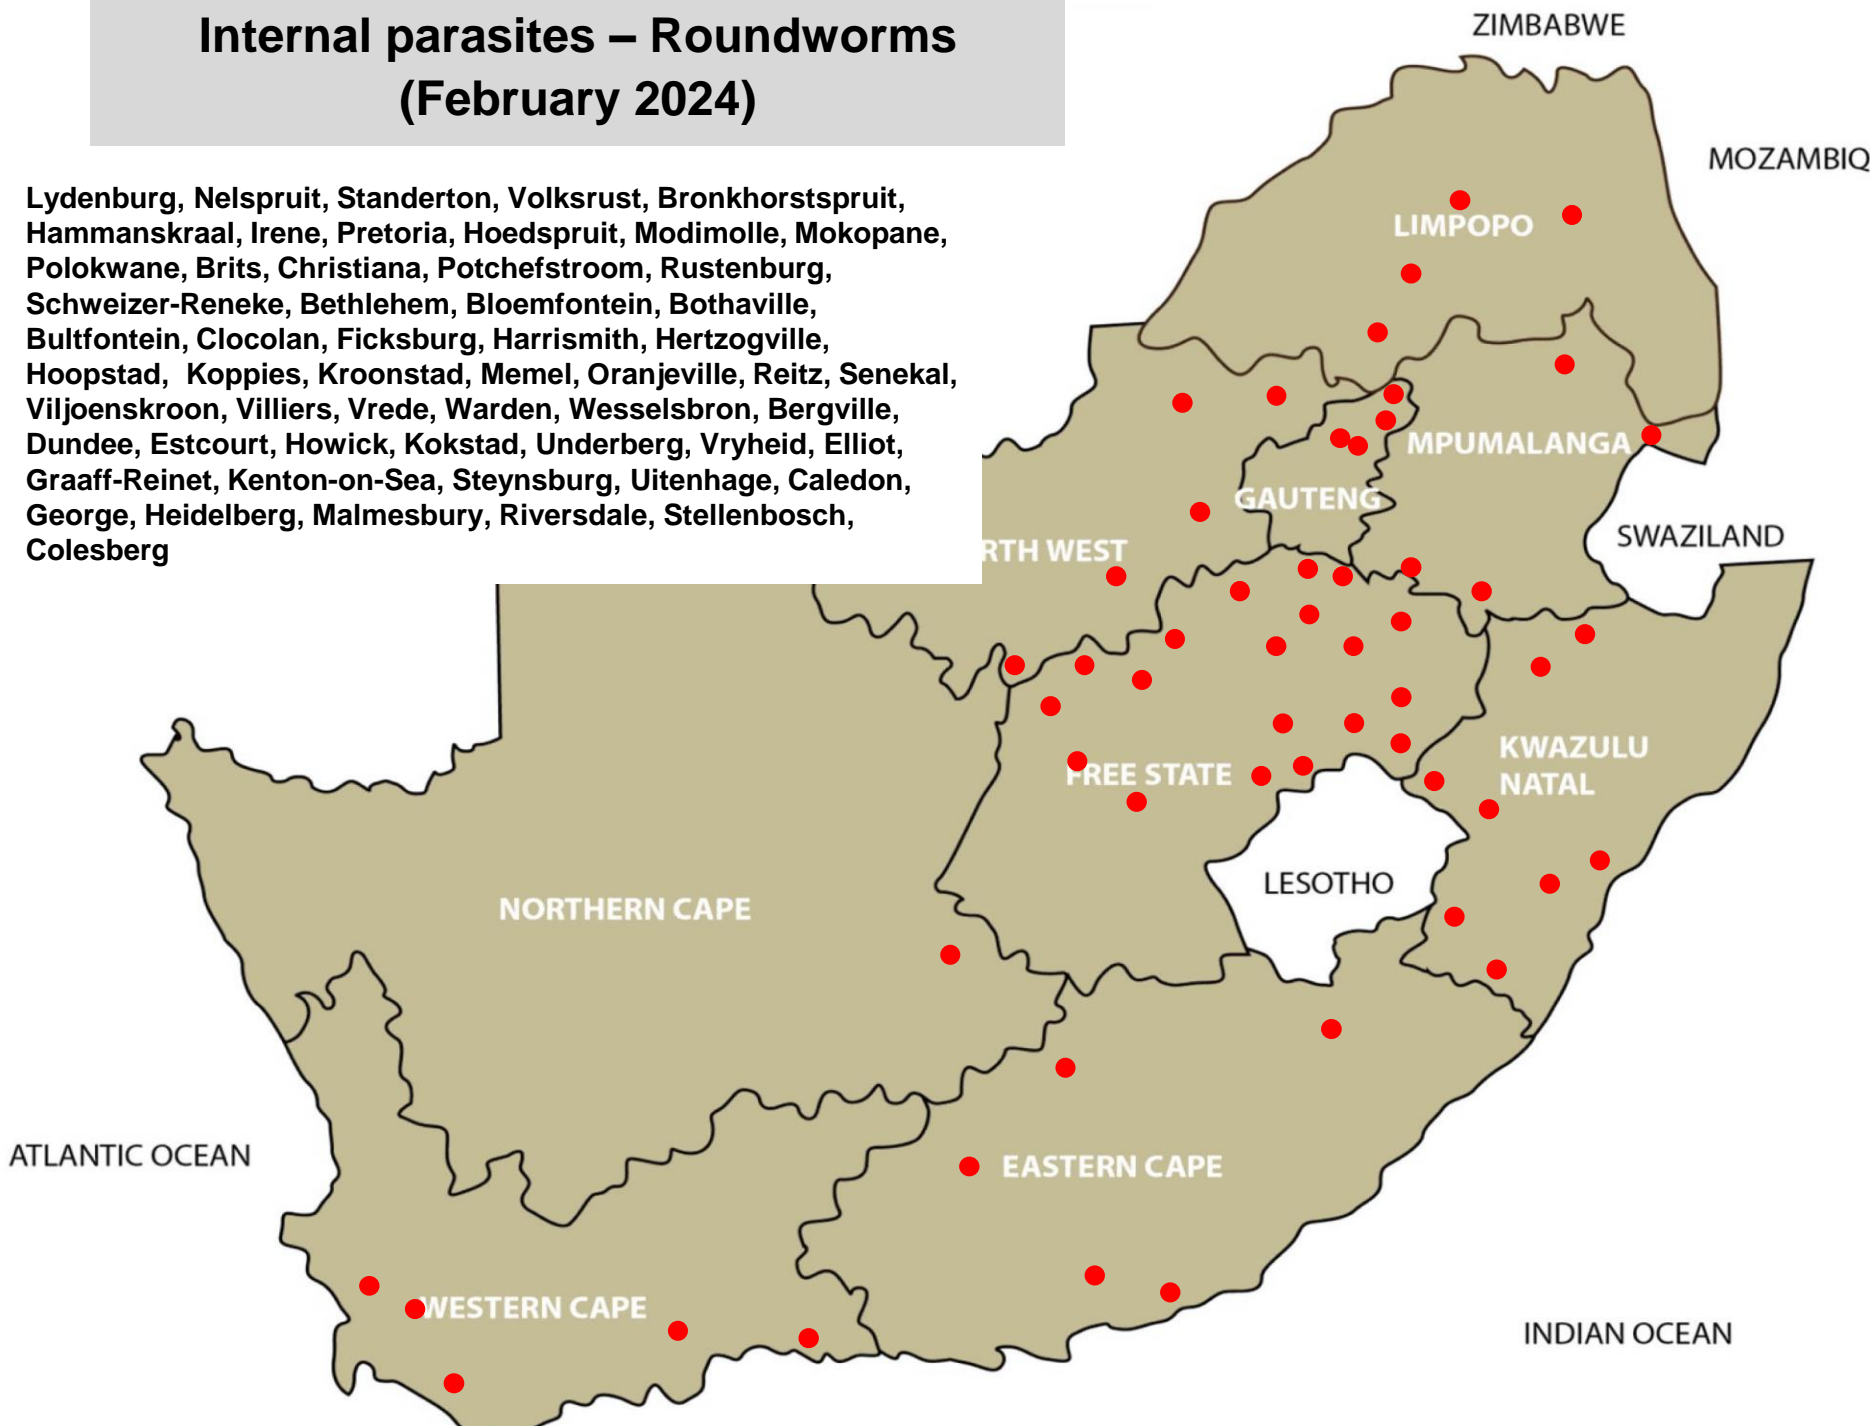 Internal parasites – Roundworms
(February 2024)
Lydenburg, Nelspruit, Standerton, Volksrust, Bronkhorstspruit,
Hammanskraal, Irene, Pretoria, Hoedspruit, Modimolle, Mokopane,
Polokwane, Brits, Christiana, Potchefstroom, Rustenburg,
Schweizer-Reneke, Bethlehem, Bloemfontein, Bothaville,
Bultfontein, Clocolan, Ficksburg, Harrismith, Hertzogville,
Hoopstad, Koppies, Kroonstad, Memel, Oranjeville, Reitz, Senekal,
Viljoenskroon, Villiers, Vrede, Warden, Wesselsbron, Bergville,
Dundee, Estcourt, Howick, Kokstad, Underberg, Vryheid, Elliot,
Graaff-Reinet, Kenton-on-Sea, Steynsburg, Uitenhage, Caledon,
George, Heidelberg, Malmesbury, Riversdale, Stellenbosch,
Colesberg
ZIMBABWE
MOZAMBIQ
LIMPOPO
MPUMALANGA
GAUTENG
SWAZILAND
RTH WEST
KWAZULU
NATAL
FREE STATE
LESOTHO
NORTHERN CAPE
ATLANTIC OCEAN
EASTERN CAPE
WESTERN CAPE
INDIAN OCEAN